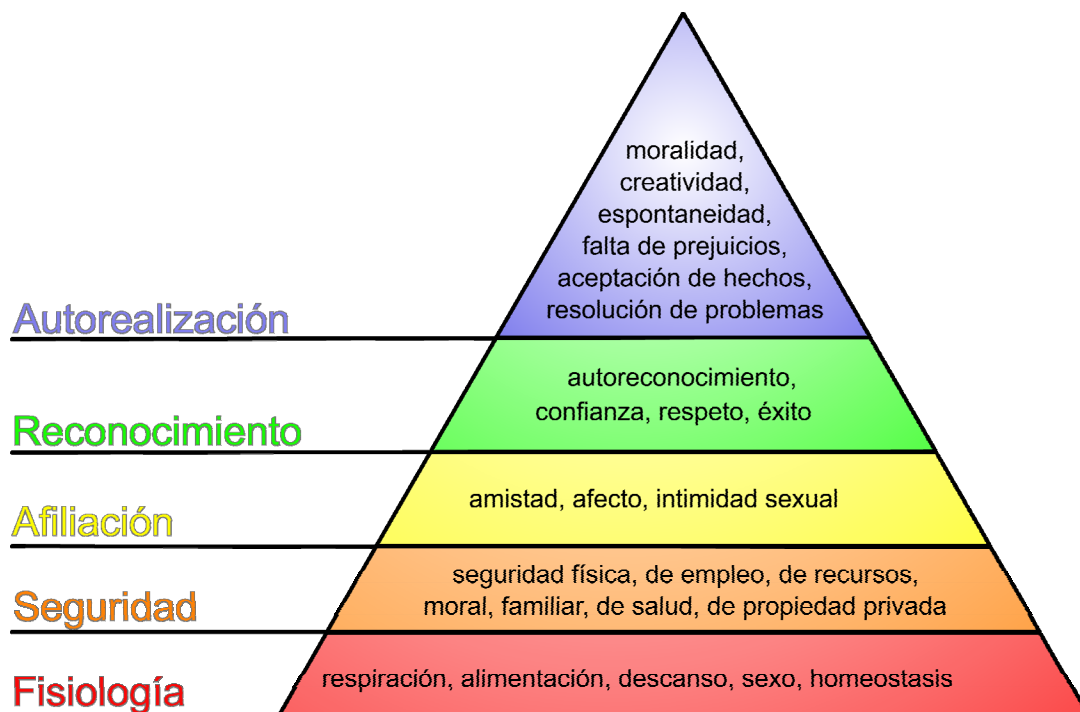 moralidad,
creatividad,
espontaneidad,
falta de prejuicios,
aceptación de hechos,
resolución de problemas
Autorealización
autoreconocimiento,
confianza, respeto, éxito
Reconocimiento
amistad, afecto, intimidad sexual
Afiliación
seguridad física, de empleo, de recursos,
moral, familiar, de salud, de propiedad privada
Seguridad
respiración, alimentación, descanso, sexo, homeostasis
Fisiología